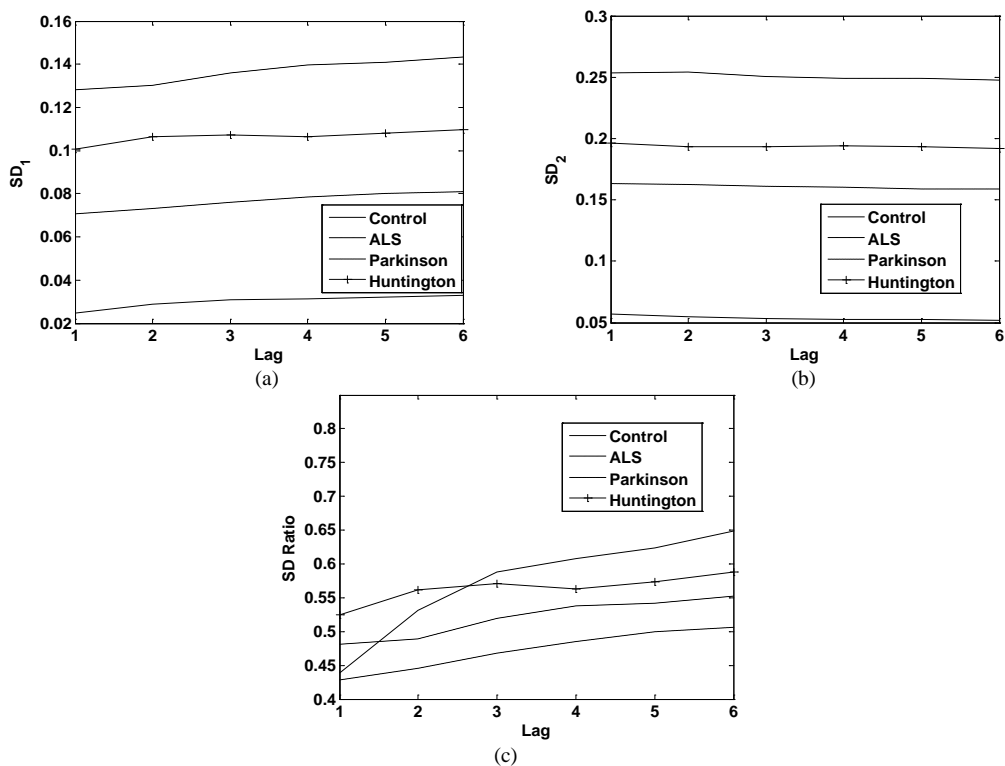 0.16
0.14
0.12
0.1
0.08
0.06
0.04
0.02
SD1
1 2 3 4 5 6
Lag
Control
ALS
Parkinson
Huntington
(a)
0.3
0.25
0.2
0.15
0.1
0.05
SD2
1 2 3 4 5 6
Lag
Control
ALS
Parkinson
Huntington
(b)
0.8
0.75
0.7
0.65
0.6
0.55
0.5
0.45
0.4
SD Ratio
1 2 3 4 5 6
Lag
Control
ALS
Parkinson
Huntington
(c)